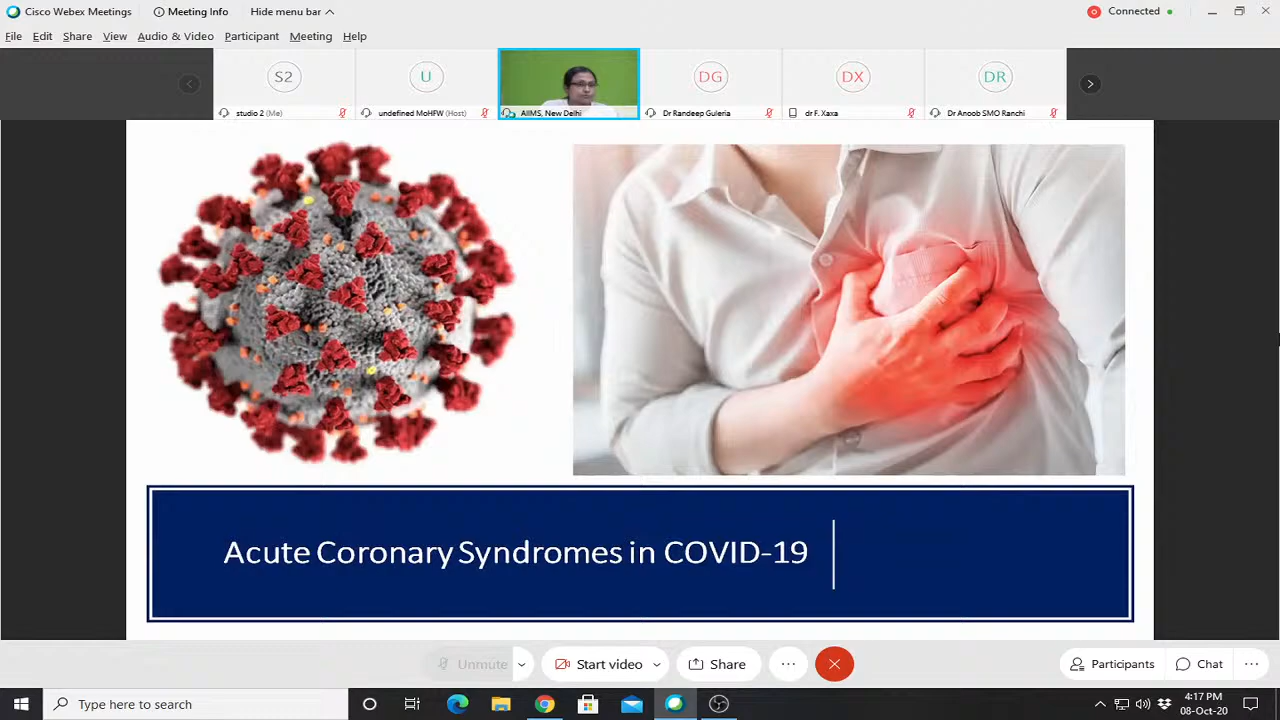 Cisco Webex Meetings
Meeting Info
Hide menu bar
Connected
File Edit Share View Audio & Video Participant Meeting Help
S2 U DG DX DR
studio 2 (Me) undefined MoHFW (Host) AIIMS, New Delhi Dr Randeep Guleria dr F. Xaxa Dr Anoob SMO Ranchi
Acute Coronary Syndromes in COVID-19
Unmute Start video Share Participants Chat
Type here to search
4:17 PM
08-Oct-20